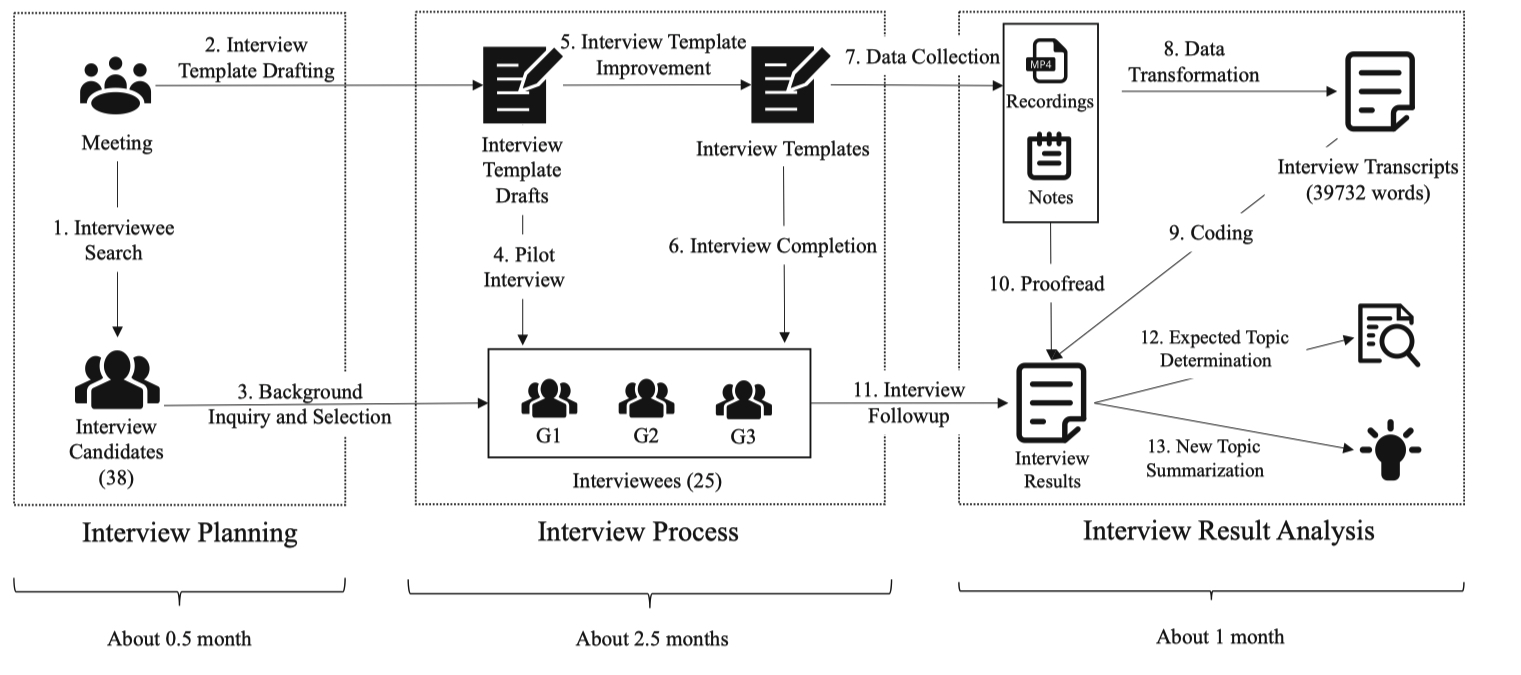 Meeting
1. Interviewee
Search
Interview
Candidates
(38)
2. Interview
Template Drafting
3. Background
Inquiry and Selection
Interview Planning
About 0.5 month
Interview
Template
Drafts
4. Pilot
Interview
5. Interview Template
Improvement
Interview Templates
6. Interview Completion
G1
G2
G3
Interviewees (25)
Interview Process
About 2.5 months
7. Data Collection
11. Interview
Followup
MP4
Recordings
Notes
8. Data
Transformation
Interview Transcripts
(39732 words)
9. Coding
10. Proofread
Interview
Results
12. Expected Topic
Determination
13. New Topic
Summarization
Interview Result Analysis
About 1 month